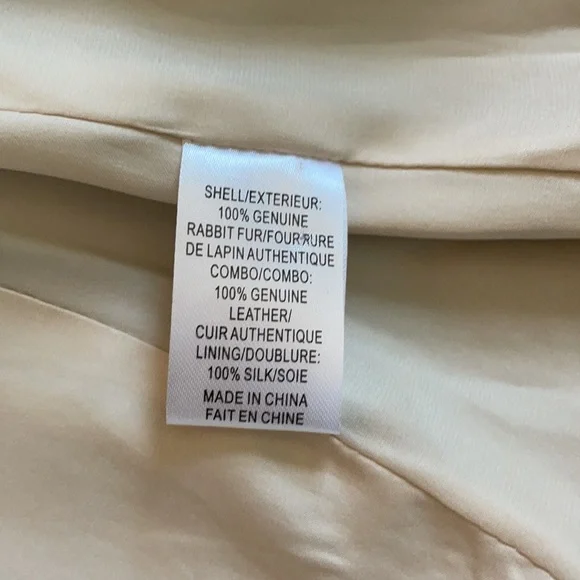 SHELL/EXTERIEUR:
100% GENUINE
RABBIT FUR/FOURRURE
DE LAPIN AUTHENTIQUE
COMBO/COMBO:
100% GENUINE
LEATHER/
CUIR AUTHENTIQUE
LINING/DOUBLURE:
100% SILK/SOIE
MADE IN CHINA
FAIT EN CHINE